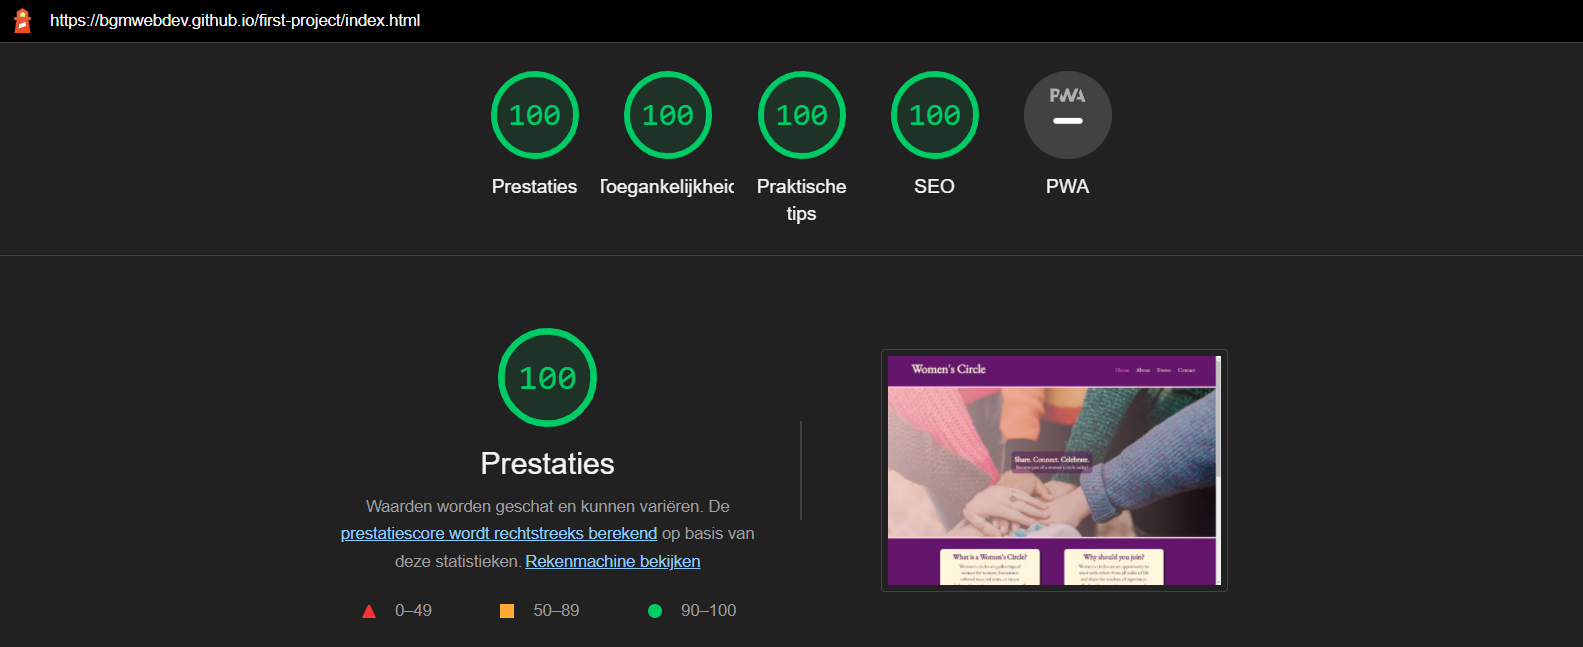 https://bgmwebdev.github.io/first-project/index.html
100
100
100
100
PWA
Prestaties
Toegankelijkheid
Praktische
tips
SEO
PWA
100
Prestaties
Waarden worden geschat en kunnen variëren. De
prestatiescore wordt rechtstreeks berekend op basis van
deze statistieken. Rekenmachine bekijken
0–49
50–89
90–100
Women's Circle
Home About Events Contact
Share. Connect. Celebrate.
What is a Women's Circle?
Why should you join?